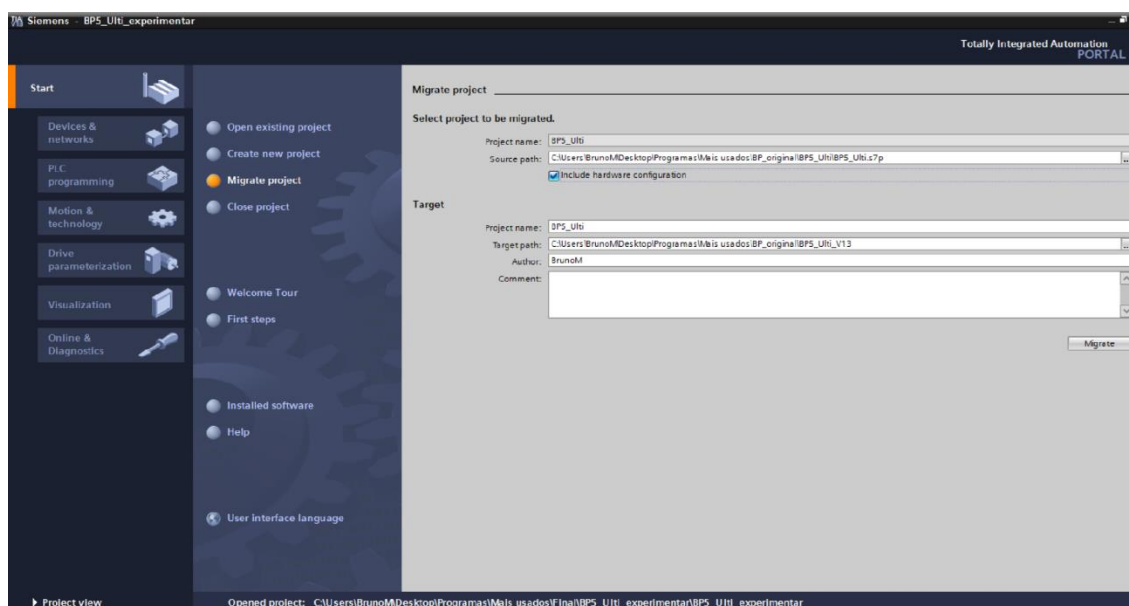 Siemens - BP5_Ulti_experimentar
Totally Integrated Automation
PORTAL
Start
Devices &
networks
PLC
programming
Motion &
technology
Drive
parameterization
Visualization
Online &
Diagnostics
Project view
Open existing project
Create new project
Migrate project
Close project
Welcome Tour
First steps
Installed software
Help
User interface language
Migrate project
Select project to be migrated.
Project name: BP5_Ulti
Source path: C:\Users\BrunoM\Desktop\Programas\Mais usados\BP_original\BP5_Ulti\BP5_Ulti.s7p
...
Include hardware configuration
Target
Project name: BP5_Ulti
Target path: C:\Users\BrunoM\Desktop\Programas\Mais usados\BP_original\BP5_Ulti_V13
...
Author: BrunoM
Comment:
Migrate
Opened project: C:\Users\BrunoM\Desktop\Programas\Mais usados\Final\BP5_Ulti_experimentar\BP5_Ulti_experimentar